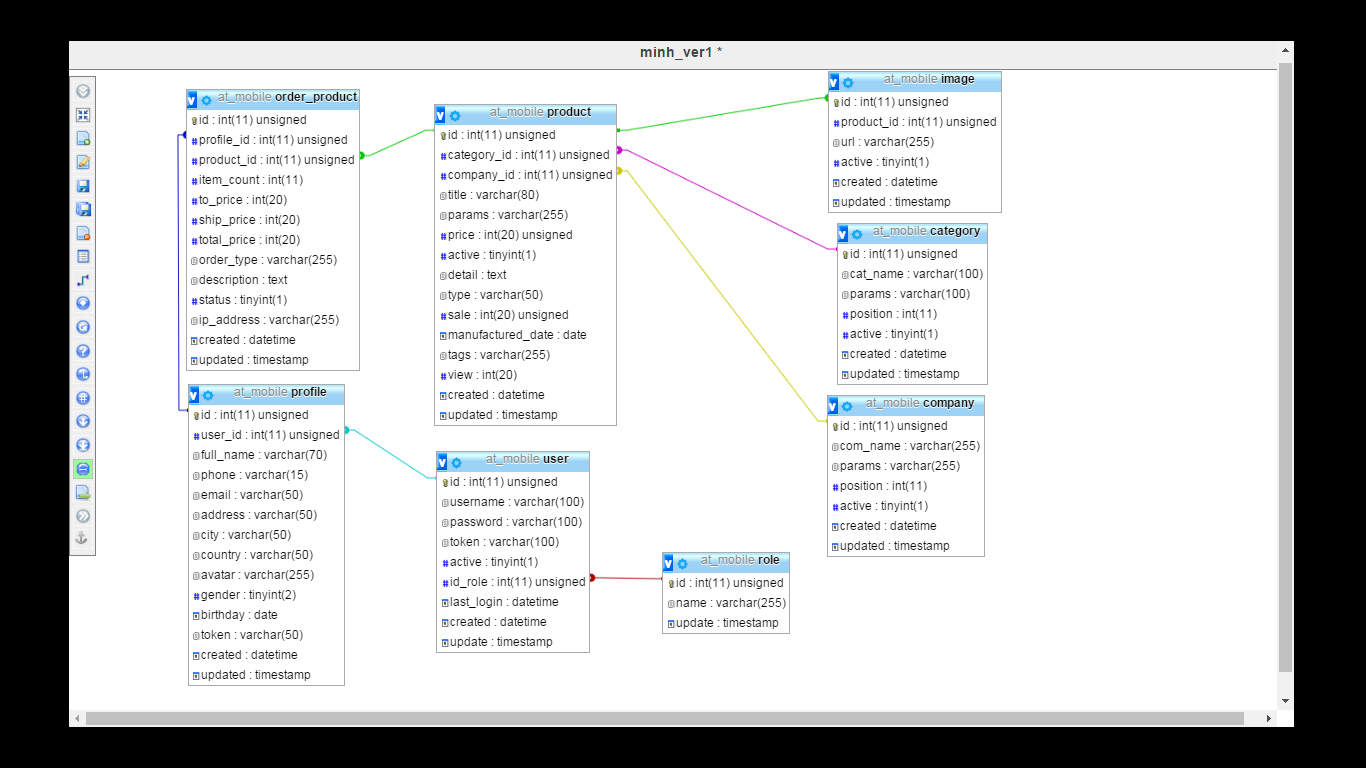 minh_ver1 *
at_mobile order_product
id : int(11) unsigned
profile_id : int(11) unsigned
product_id : int(11) unsigned
item_count : int(11)
to_price : int(20)
ship_price : int(20)
total_price : int(20)
order_type : varchar(255)
description : text
status : tinyint(1)
ip_address : varchar(255)
created : datetime
updated : timestamp
at_mobile profile
id : int(11) unsigned
user_id : int(11) unsigned
full_name : varchar(70)
phone : varchar(15)
email : varchar(50)
address : varchar(50)
city : varchar(50)
country : varchar(50)
avatar : varchar(255)
gender : tinyint(2)
birthday : date
token : varchar(50)
created : datetime
updated : timestamp
at_mobile product
id : int(11) unsigned
category_id : int(11) unsigned
company_id : int(11) unsigned
title : varchar(80)
params : varchar(255)
price : int(20) unsigned
active : tinyint(1)
detail : text
type : varchar(50)
sale : int(20) unsigned
manufactured_date : date
tags : varchar(255)
view : int(20)
created : datetime
updated : timestamp
at_mobile user
id : int(11) unsigned
username : varchar(100)
password : varchar(100)
token : varchar(100)
active : tinyint(1)
id_role : int(11) unsigned
last_login : datetime
created : datetime
update : timestamp
at_mobile role
id : int(11) unsigned
name : varchar(255)
update : timestamp
at_mobile image
id : int(11) unsigned
product_id : int(11) unsigned
url : varchar(255)
active : tinyint(1)
created : datetime
updated : timestamp
at_mobile category
id : int(11) unsigned
cat_name : varchar(100)
params : varchar(100)
position : int(11)
active : tinyint(1)
created : datetime
updated : timestamp
at_mobile company
id : int(11) unsigned
com_name : varchar(255)
params : varchar(255)
position : int(11)
active : tinyint(1)
created : datetime
updated : timestamp